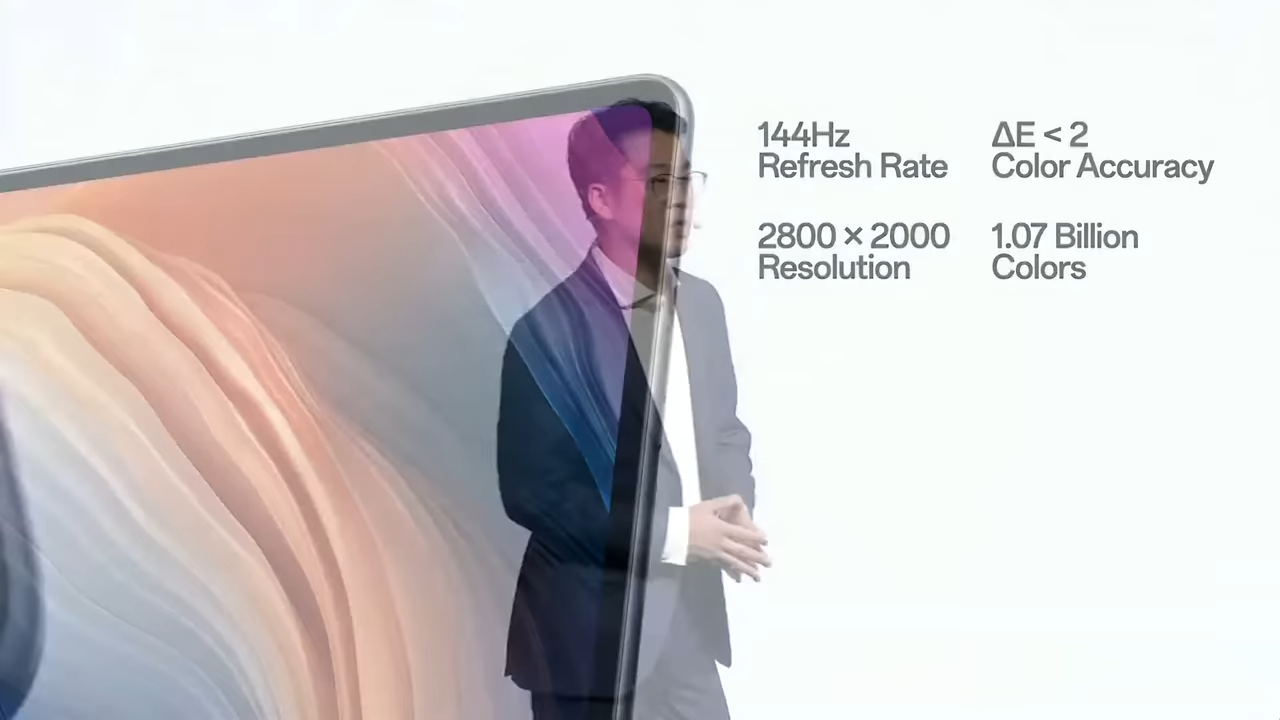 144Hz
Refresh Rate
ΔE < 2
Color Accuracy
2800 × 2000
Resolution
1.07 Billion
Colors